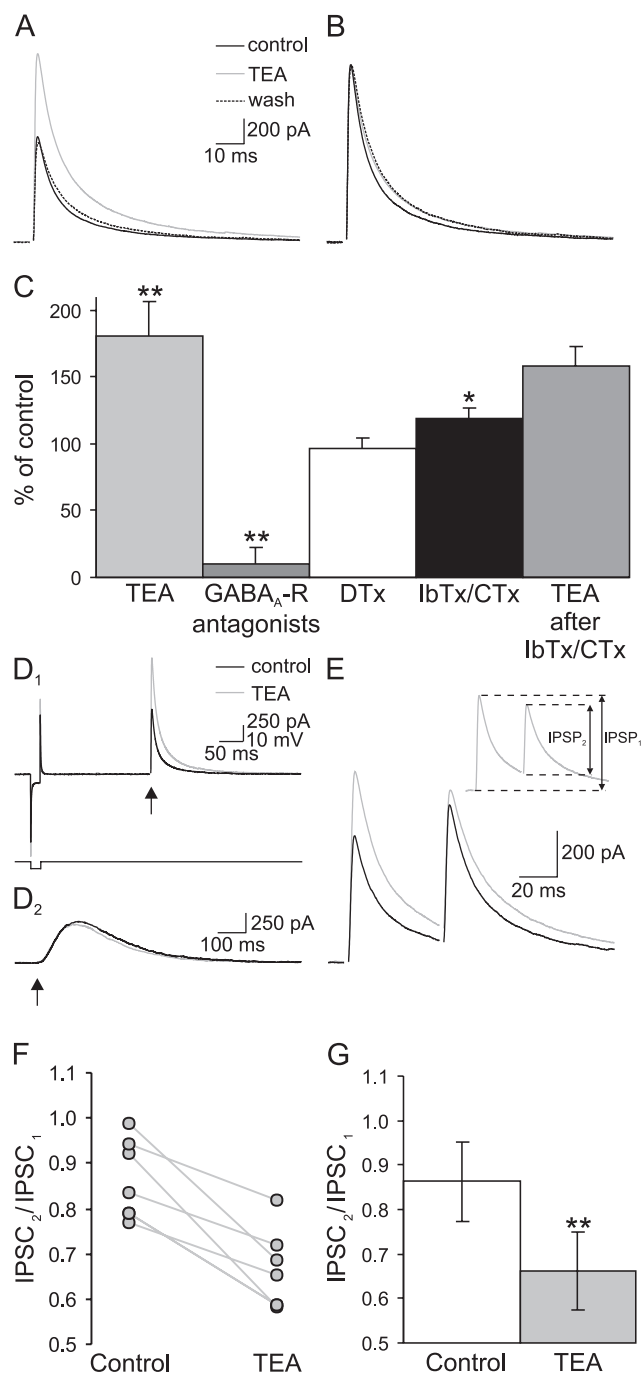 A
B
control
TEA
wash
200 pA
10 ms
C
% of control
200
150
100
50
0
**
**
*
TEA
GABA_A-R
antagonists
DTx
IbTx/CTx
TEA
after
IbTx/CTx
D1
control
TEA
250 pA
10 mV
50 ms
D2
250 pA
100 ms
E
IPSP2
IPSP1
200 pA
20 ms
F
IPSC2/IPSC1
1.1
1.0
0.9
0.8
0.7
0.6
0.5
Control
TEA
G
IPSC2/IPSC1
1.1
1.0
0.9
0.8
0.7
0.6
0.5
**
Control
TEA